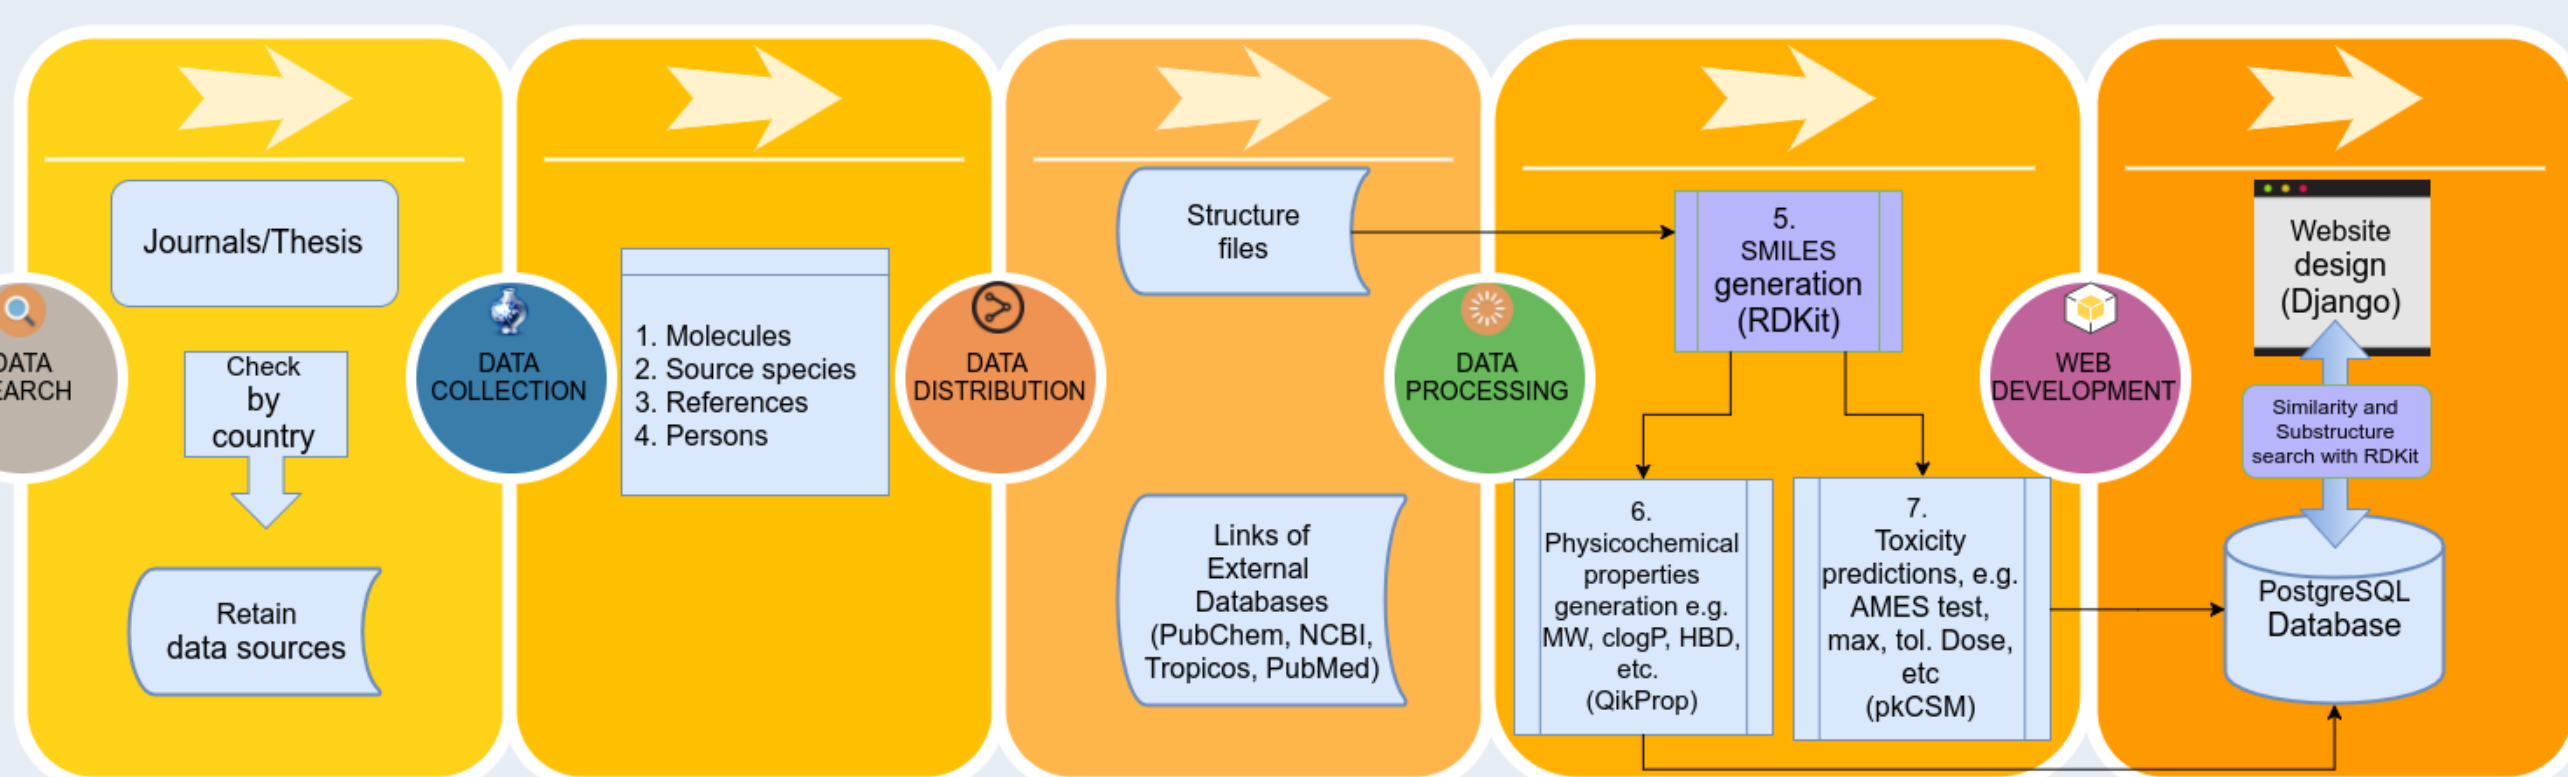 DATA
EARCH
Journals/Thesis
Check
by
country
Retain
data sources
DATA
COLLECTION
1. Molecules
2. Source species
3. References
4. Persons
DATA
DISTRIBUTION
Structure
files
Links of
External
Databases
(PubChem, NCBI,
Tropicos, PubMed)
DATA
PROCESSING
5.
SMILES
generation
(RDKit)
6.
Physicochemical
properties
generation e.g.
MW, clogP, HBD,
etc.
(QikProp)
7.
Toxicity
predictions, e.g.
AMES test,
max, tol. Dose,
etc
(pkCSM)
WEB
DEVELOPMENT
Website
design
(Django)
Similarity and
Substructure
search with RDKit
PostgreSQL
Database